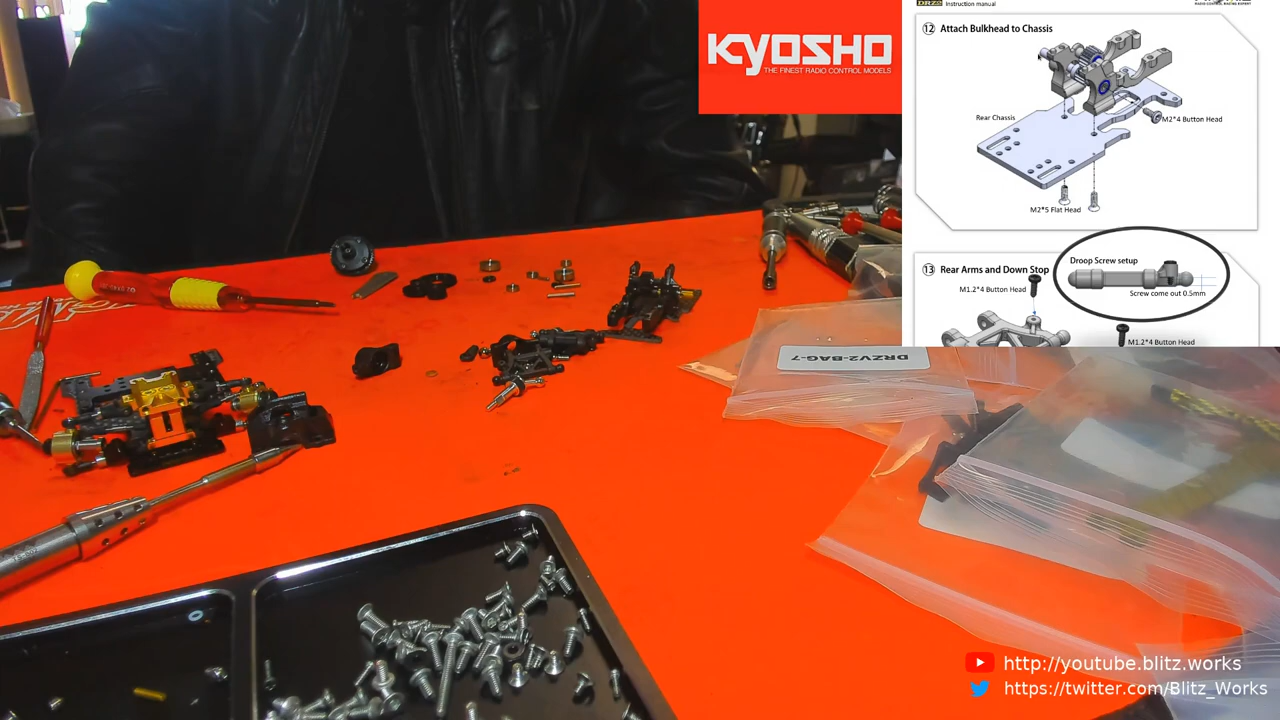 KYOSHO
THE FINEST RADIO CONTROL MODELS
Instruction manual
12 Attach Bulkhead to Chassis
Rear Chassis
M2*4 Button Head
M2*5 Flat Head
13 Rear Arms and Down Stop
Droop Screw setup
M1.2*4 Button Head
Screw come out 0.5mm
M1.2*4 Button Head
DRZV2-BAG-7
http://youtube.blitz.works
https://twitter.com/Blitz_Works